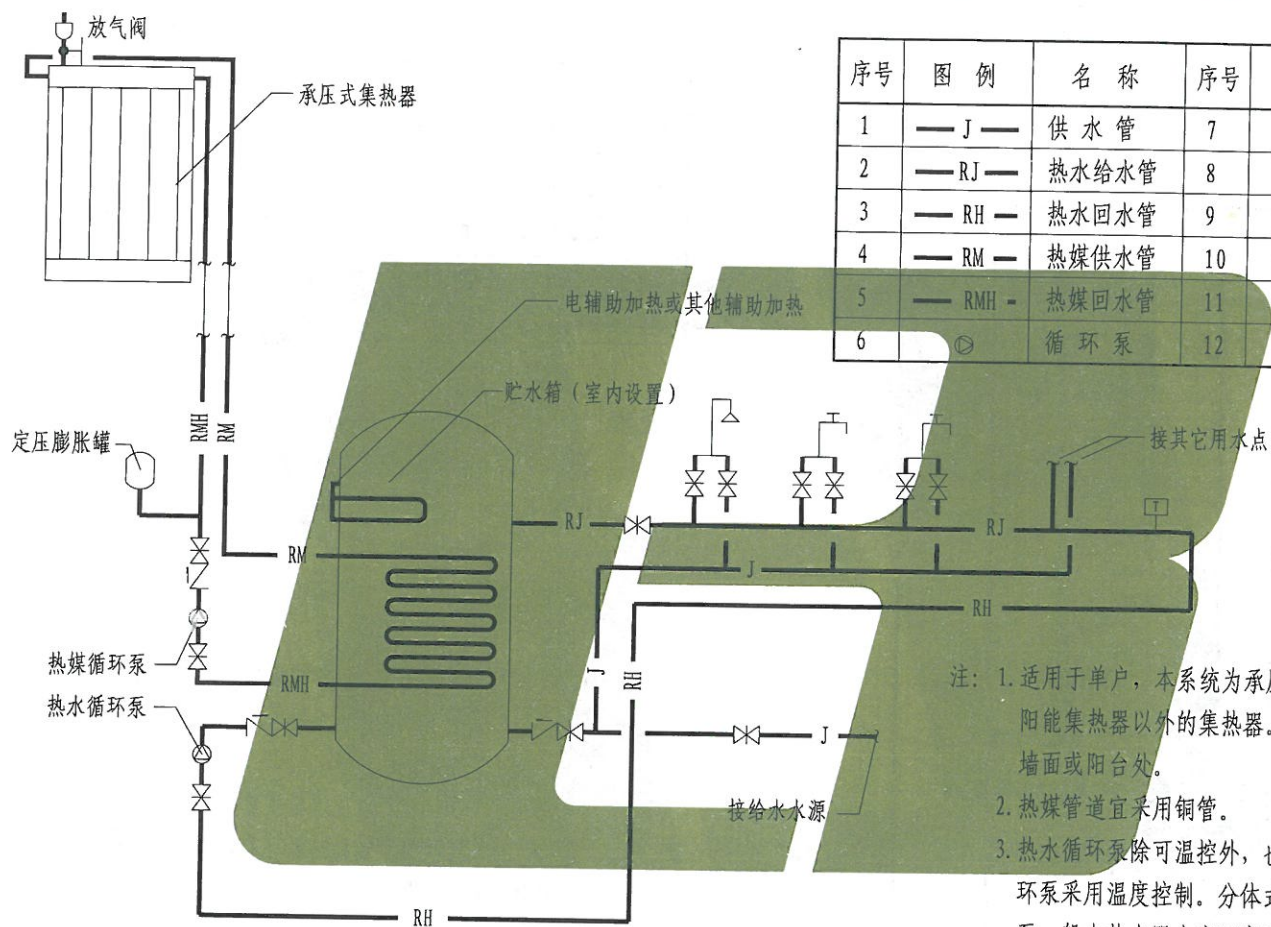 放气阀
承压式集热器
序号 图 例 名 称 序号
1 J 供 水 管 7
2 RJ 热水给水管 8
3 RH 热水回水管 9
4 RM 热媒供水管 10
5 RMH 热媒回水管 11
6 循 环 泵 12
电辅助加热或其他辅助加热
贮水箱(室内设置)
RMH
RM
定压膨胀罐
接其它用水点
T
RJ
RJ
RM
J
RH
热媒循环泵
RMH
J
RH
热水循环泵
J
接给水水源
RH
注: 1. 适用于单户, 本系统为承
阳能集热器以外的集热器。
墙面或阳台处。
2. 热媒管道宜采用铜管。
3. 热水循环泵除可温控外,
环泵采用温度控制。分体